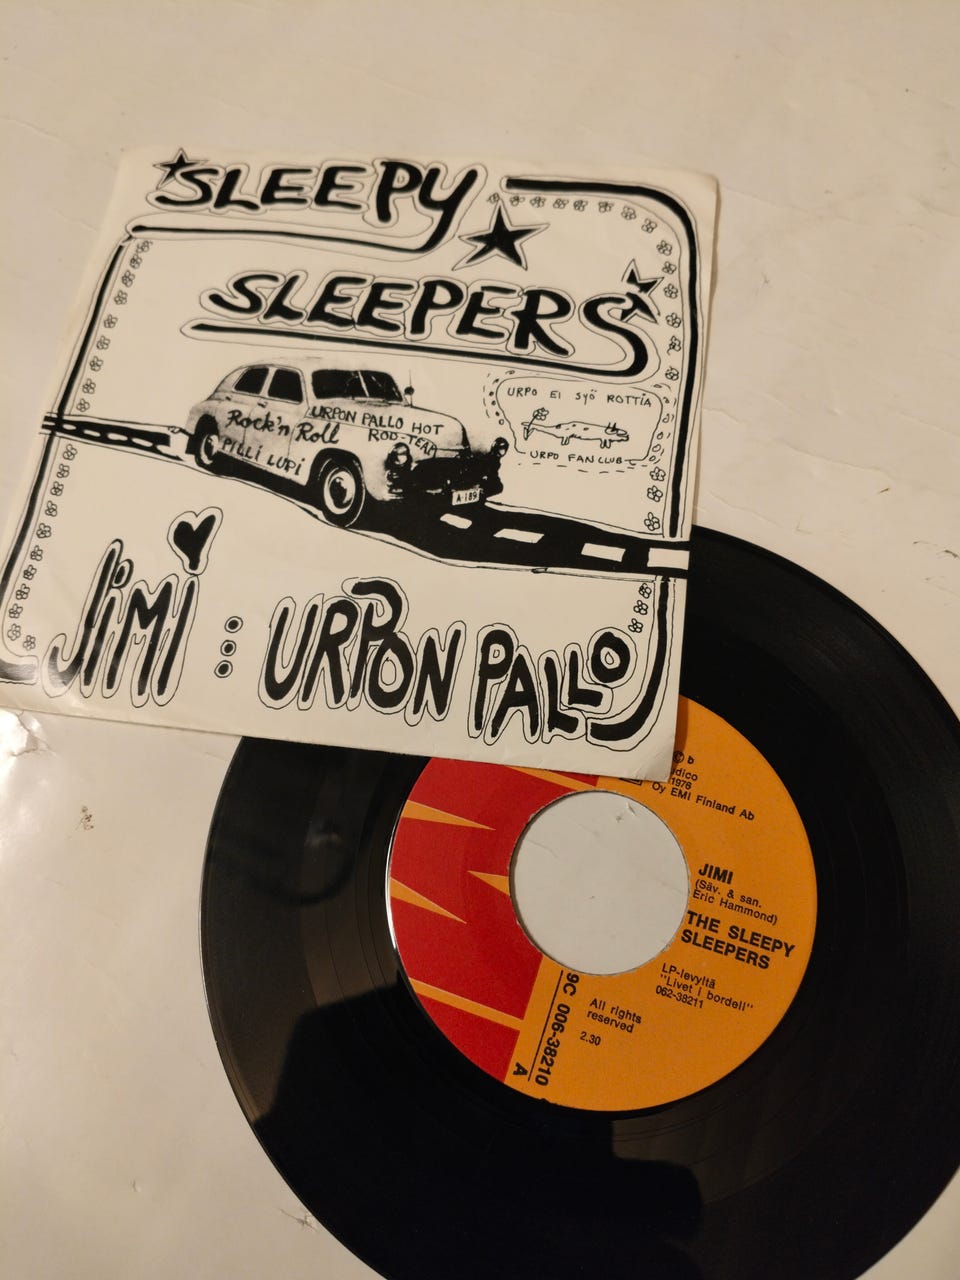 SLEEPY
SLEEPERS
Rock'n Roll
PILLI LUPI
URPON PALLO HOT
ROD-TEAM
A-189
URPO EI SYÖ ROTTIA
URPO FAN CLUB
JiMi : URPON PALLO
© b
1976
Oy EMI Finland Ab
JIMI
(Säv. & san.
Eric Hammond)
THE SLEEPY
SLEEPERS
LP-levyltä
"Livet i bordell"
062-38211
All rights
reserved
2.30
9C 006-38210
A